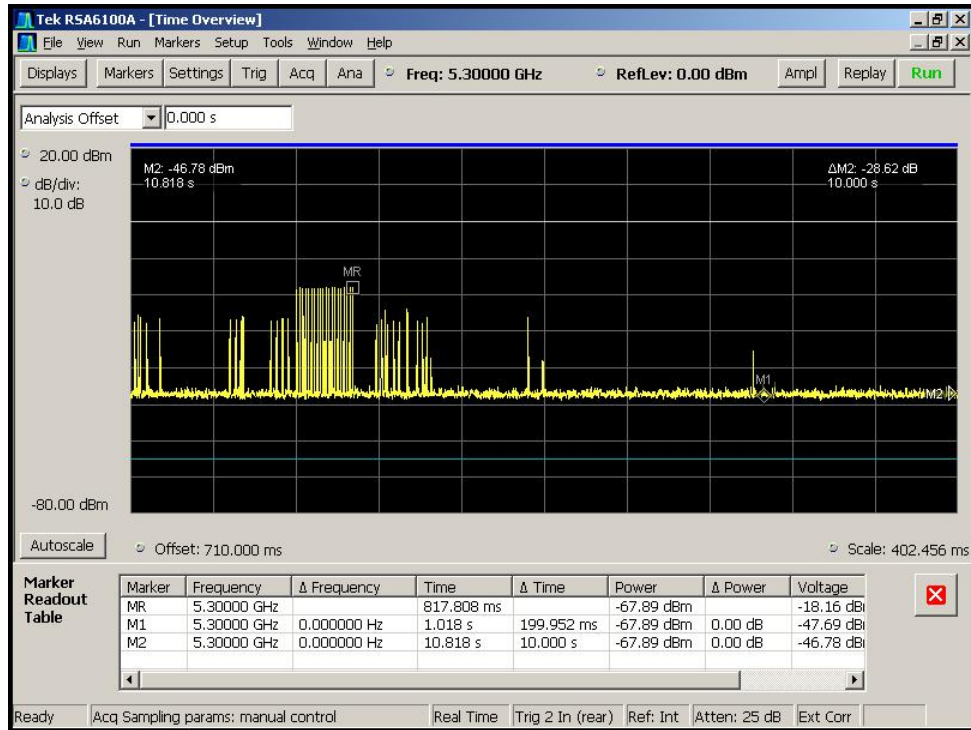 Tek RSA6100A - [Time Overview]
File View Run Markers Setup Tools Window Help
Displays Markers Settings Trig Acq Ana Freq: 5.30000 GHz RefLev: 0.00 dBm Ampl Replay Run
Analysis Offset 0.000 s
20.00 dBm
dB/div:
10.0 dB
M2: -46.78 dBm
10.818 s
ΔM2: -28.62 dB
10.000 s
MR
M1
M2
-80.00 dBm
Autoscale Offset: 710.000 ms Scale: 402.456 ms
Marker Readout Table
Marker Frequency Δ Frequency Time Δ Time Power Δ Power Voltage
MR 5.30000 GHz 817.808 ms -67.89 dBm -18.16 dB
M1 5.30000 GHz 0.000000 Hz 1.018 s 199.952 ms -67.89 dBm 0.00 dB -47.69 dB
M2 5.30000 GHz 0.000000 Hz 10.818 s 10.000 s -67.89 dBm 0.00 dB -46.78 dB
Ready Acq Sampling params: manual control Real Time Trig 2 In (rear) Ref: Int Atten: 25 dB Ext Corr